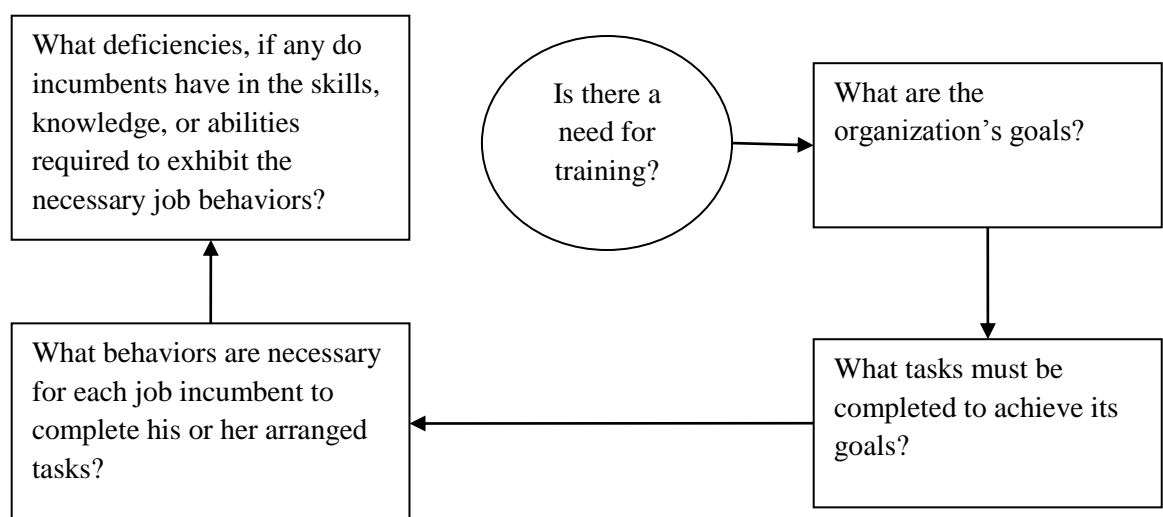 Is there a
need for
training?
What are the
organization’s goals?
What tasks must be
completed to achieve its
goals?
What behaviors are necessary
for each job incumbent to
complete his or her arranged
tasks?
What deficiencies, if any do
incumbents have in the skills,
knowledge, or abilities
required to exhibit the
necessary job behaviors?